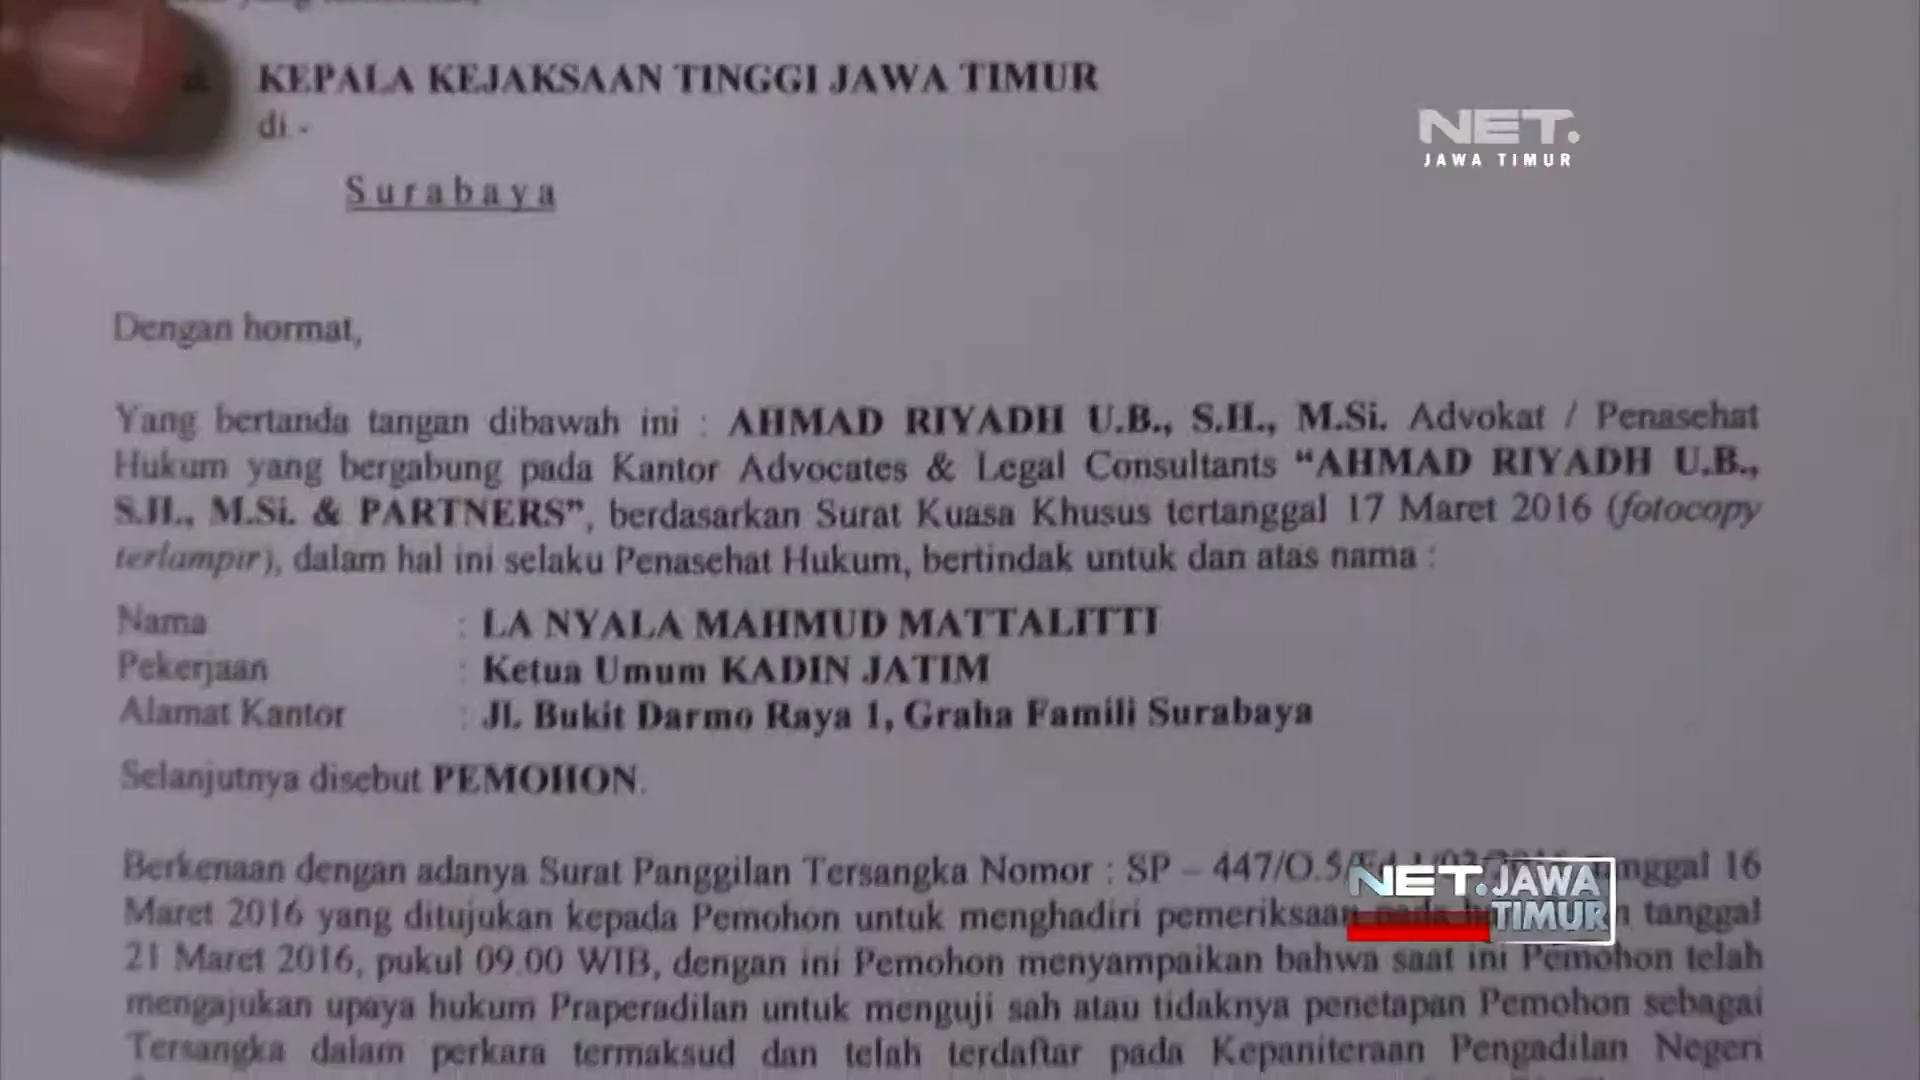 KEPALA KEJAKSAAN TINGGI JAWA TIMUR
di -
Surabaya
NET.
JAWA TIMUR
Dengan hormat,
Yang bertanda tangan dibawah ini : AHMAD RIYADH U.B., S.H., M.Si. Advokat / Penasehat
Hukum yang bergabung pada Kantor Advocates & Legal Consultants “AHMAD RIYADH U.B.,
S.H., M.Si. & PARTNERS”, berdasarkan Surat Kuasa Khusus tertanggal 17 Maret 2016 (fotocopy
terlampir), dalam hal ini selaku Penasehat Hukum, bertindak untuk dan atas nama :
Nama : LA NYALA MAHMUD MATTALITTI
Pekerjaan : Ketua Umum KADIN JATIM
Alamat Kantor : Jl. Bukit Darmo Raya 1, Graha Famili Surabaya
Selanjutnya disebut PEMOHON.
Berkenaan dengan adanya Surat Panggilan Tersangka Nomor : SP – 447/O.5/ tanggal 16
Maret 2016 yang ditujukan kepada Pemohon untuk menghadiri pemeriksaan pada tanggal
21 Maret 2016, pukul 09.00 WIB, dengan ini Pemohon menyampaikan bahwa saat ini Pemohon telah
mengajukan upaya hukum Praperadilan untuk menguji sah atau tidaknya penetapan Pemohon sebagai
Tersangka dalam perkara termaksud dan telah terdaftar pada Kepaniteraan Pengadilan Negeri
NET. JAWA
TIMUR